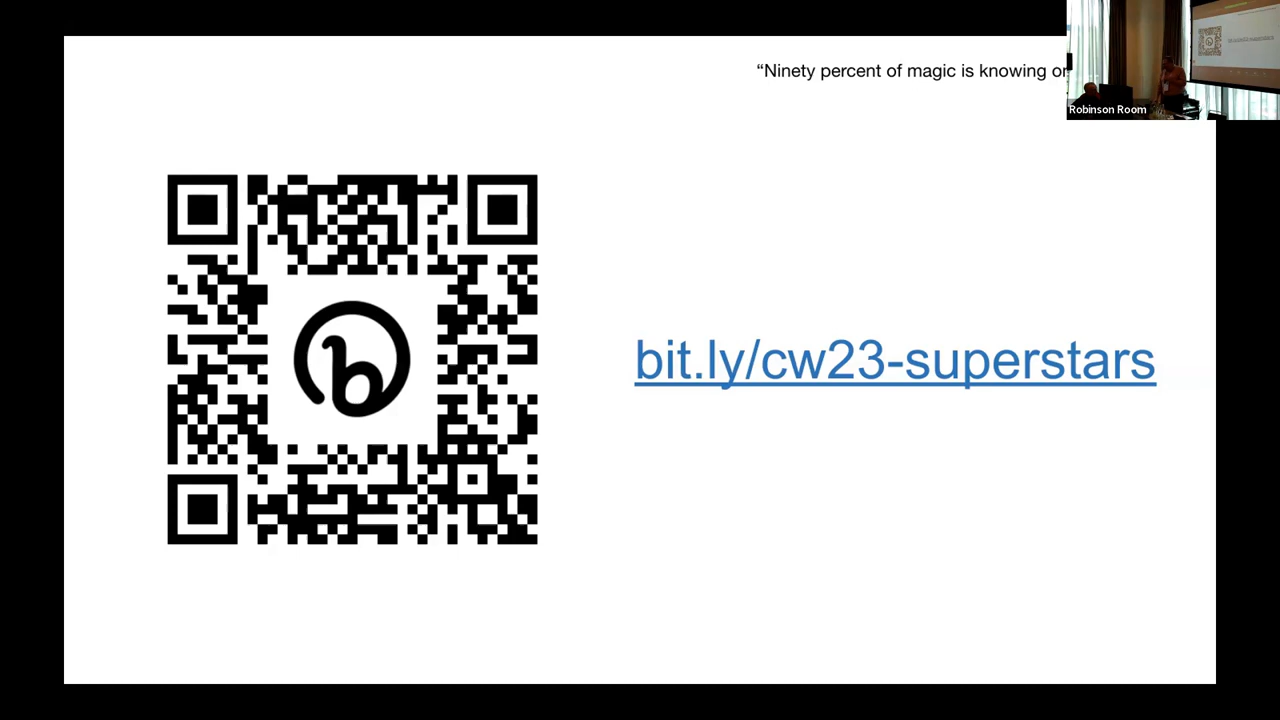 “Ninety percent of magic is knowing
Robinson Room
bit.ly/cw23-superstars